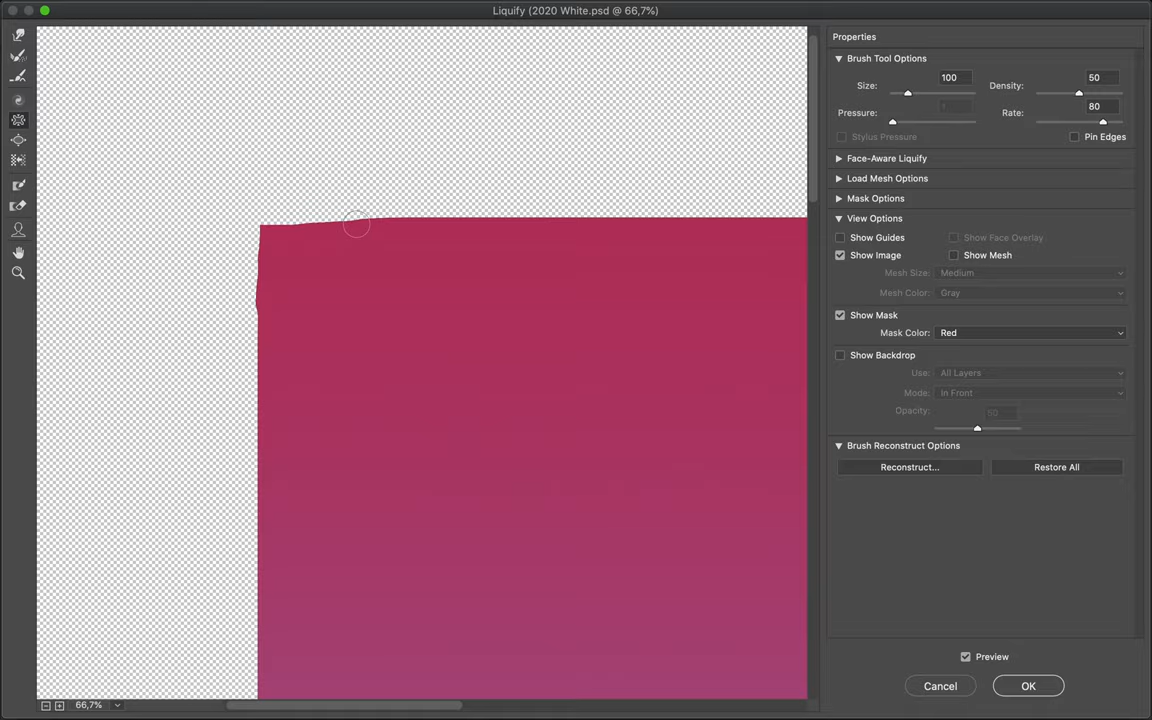 Liquify (2020 White.psd @ 66,7%)
Properties
Brush Tool Options
Size: 100 Density: 50
Pressure: 1 Rate: 80
Stylus Pressure Pin Edges
Face-Aware Liquify
Load Mesh Options
Mask Options
View Options
Show Guides Show Face Overlay
Show Image Show Mesh
Mesh Size: Medium
Mesh Color: Gray
Show Mask
Mask Color: Red
Show Backdrop
Use: All Layers
Mode: In Front
Opacity: 50
Brush Reconstruct Options
Reconstruct... Restore All
Preview
Cancel OK
66,7%